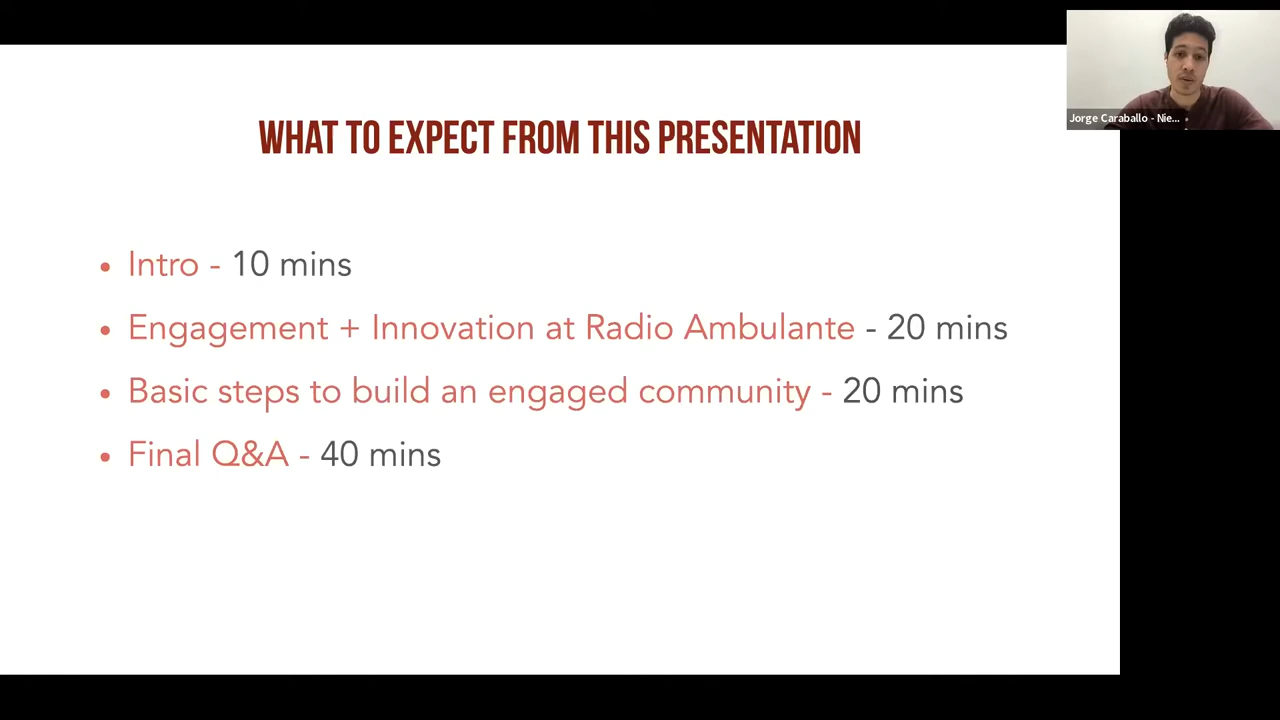 WHAT TO EXPECT FROM THIS PRESENTATION
Jorge Caraballo - Nie...
• Intro - 10 mins
• Engagement + Innovation at Radio Ambulante - 20 mins
• Basic steps to build an engaged community - 20 mins
• Final Q&A - 40 mins